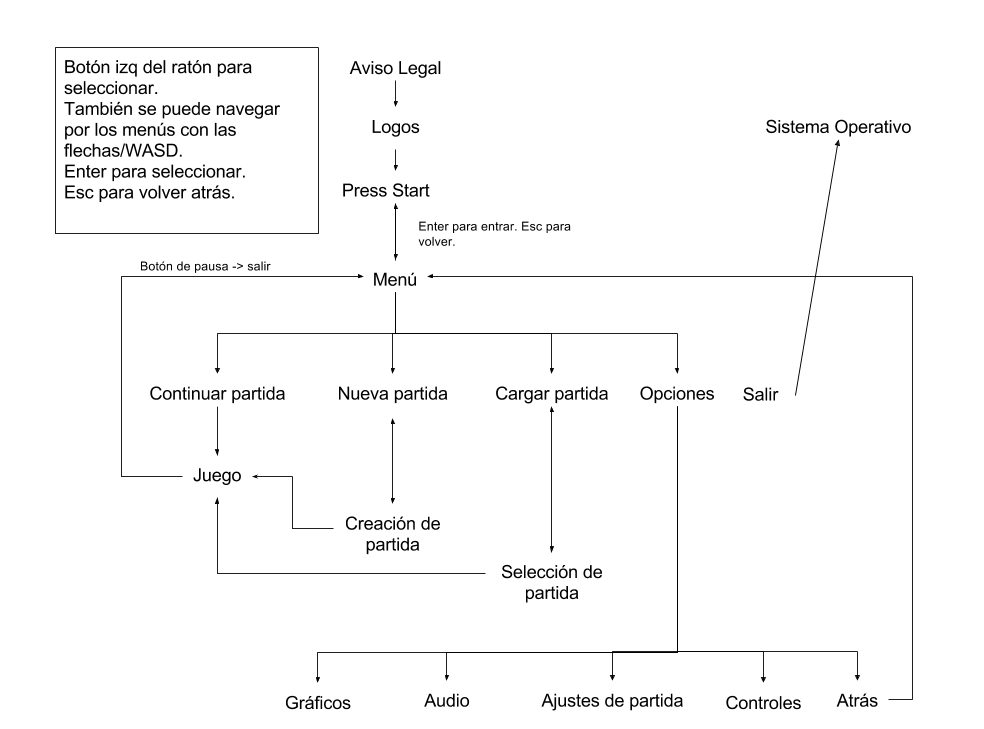 Botón izq del ratón para
seleccionar.
También se puede navegar
por los menús con las
flechas/WASD.
Enter para seleccionar.
Esc para volver atrás.
Aviso Legal
Logos
Sistema Operativo
Press Start
Enter para entrar. Esc para
volver.
Botón de pausa -> salir
Menú
Continuar partida
Nueva partida
Cargar partida
Opciones
Salir
Juego
Creación de
partida
Selección de
partida
Gráficos
Audio
Ajustes de partida
Controles
Atrás